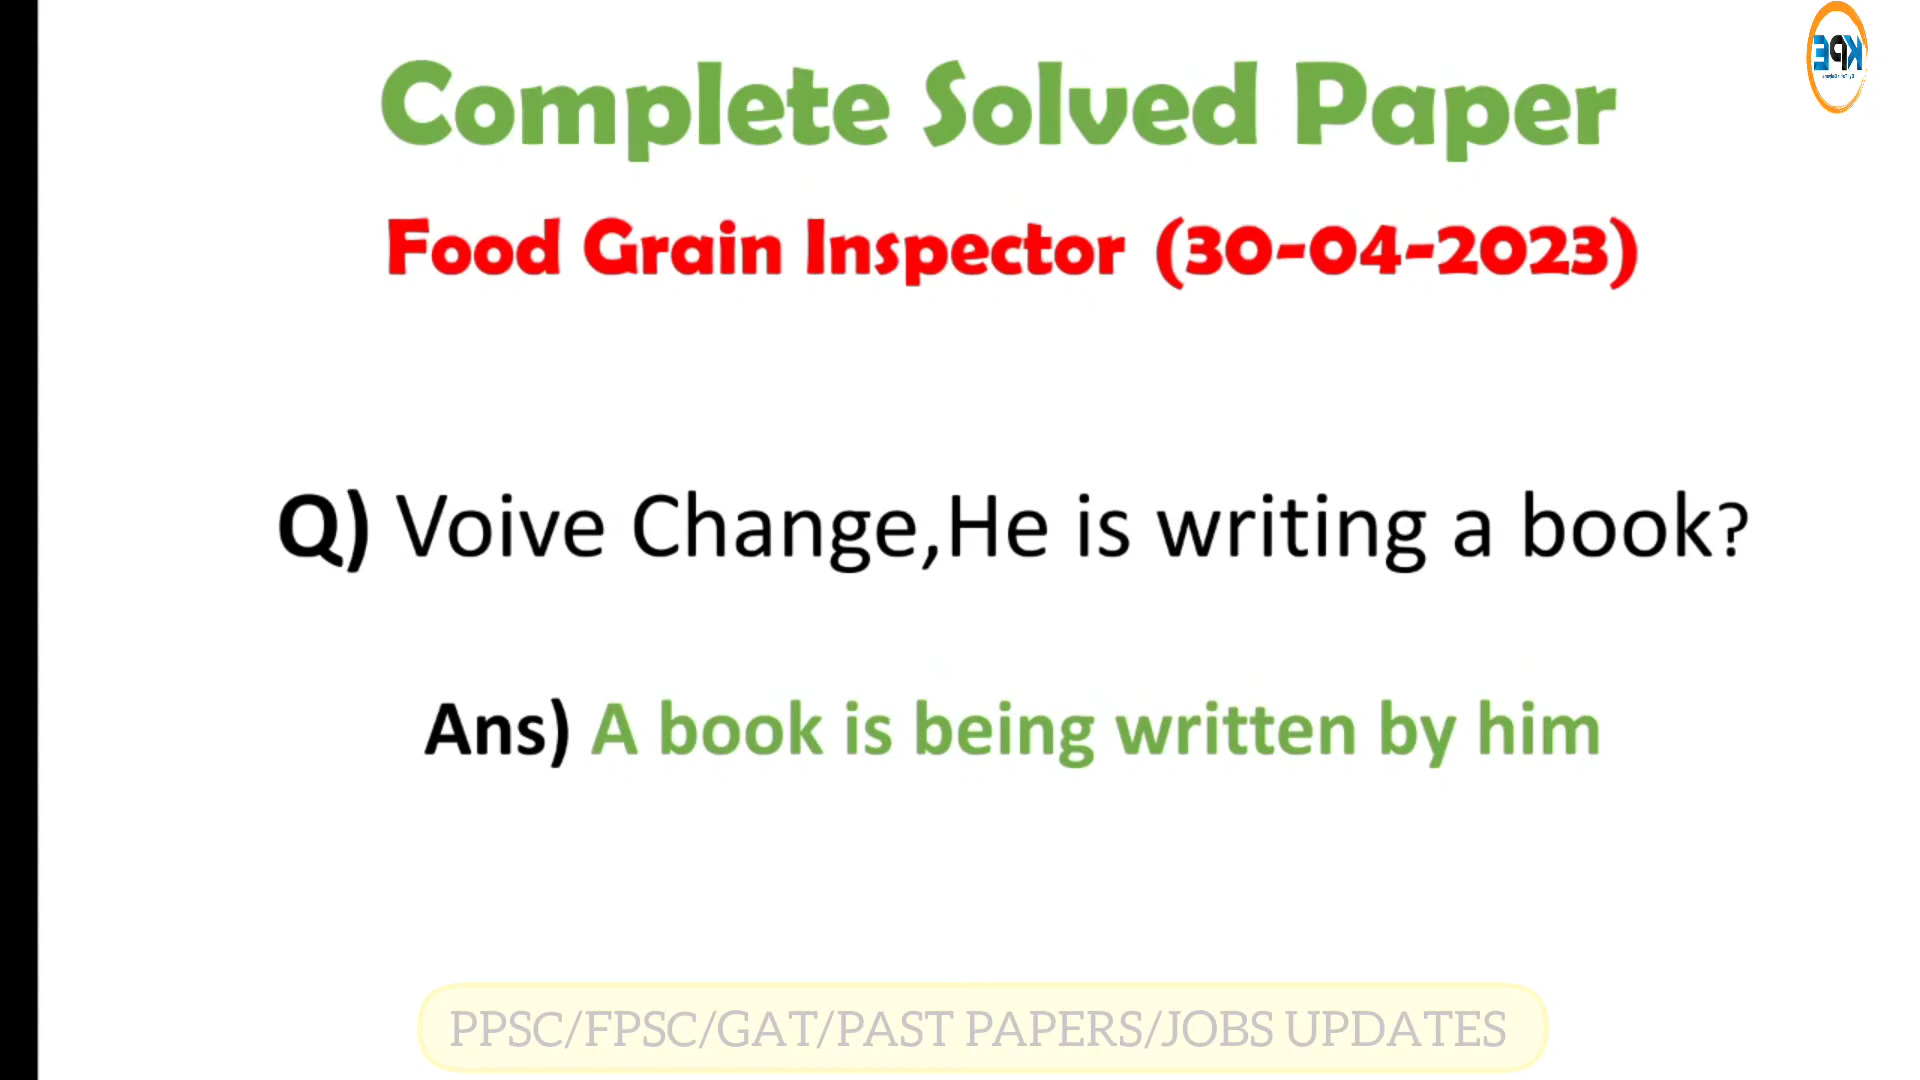 Complete Solved Paper
Food Grain Inspector (30-04-2023)
Q) Voive Change,He is writing a book?
Ans) A book is being written by him
PPSC/FPSC/GAT/PAST PAPERS/JOBS UPDATES
KPE